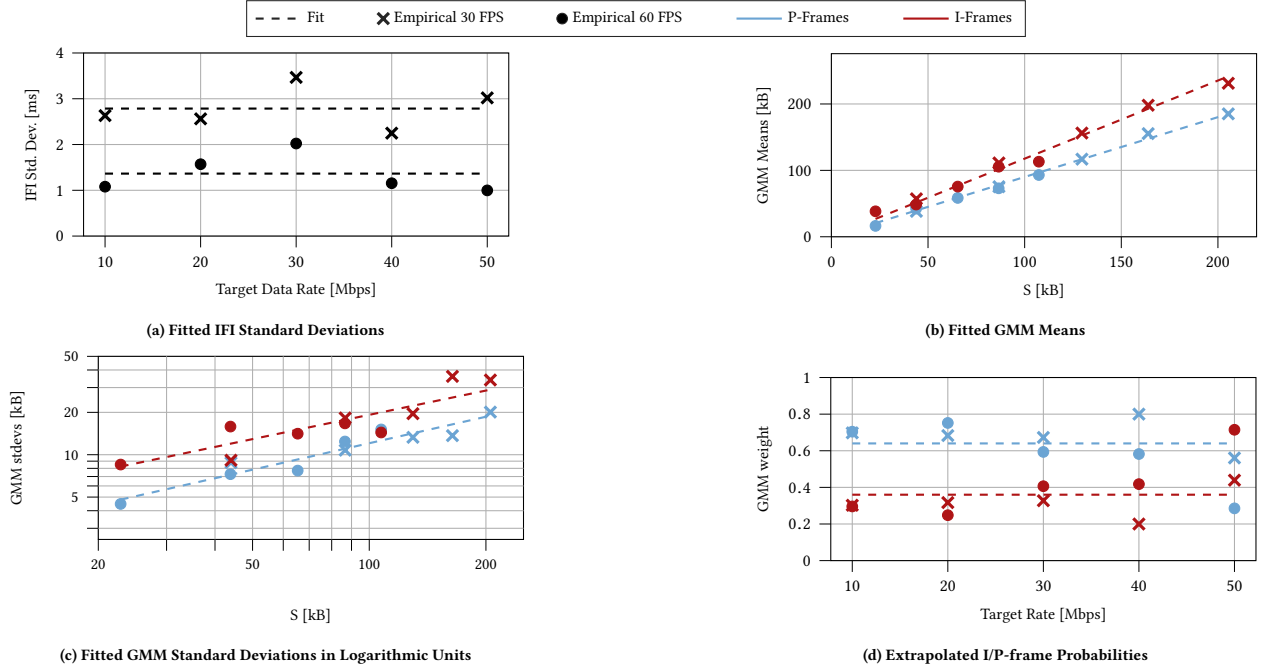 Fit Empirical 30 FPS Empirical 60 FPS P-Frames I-Frames
4
3
2
1
0
IFI Std. Dev. [ms]
10 20 30 40 50
Target Data Rate [Mbps]
(a) Fitted IFI Standard Deviations
200
100
0
GMM Means [kB]
0 50 100 150 200
S [kB]
(b) Fitted GMM Means
50
20
10
5
GMM stdevs [kB]
20 50 100 200
S [kB]
(c) Fitted GMM Standard Deviations in Logarithmic Units
1
0.8
0.6
0.4
0.2
0
GMM weight
10 20 30 40 50
Target Rate [Mbps]
(d) Extrapolated I/P-frame Probabilities